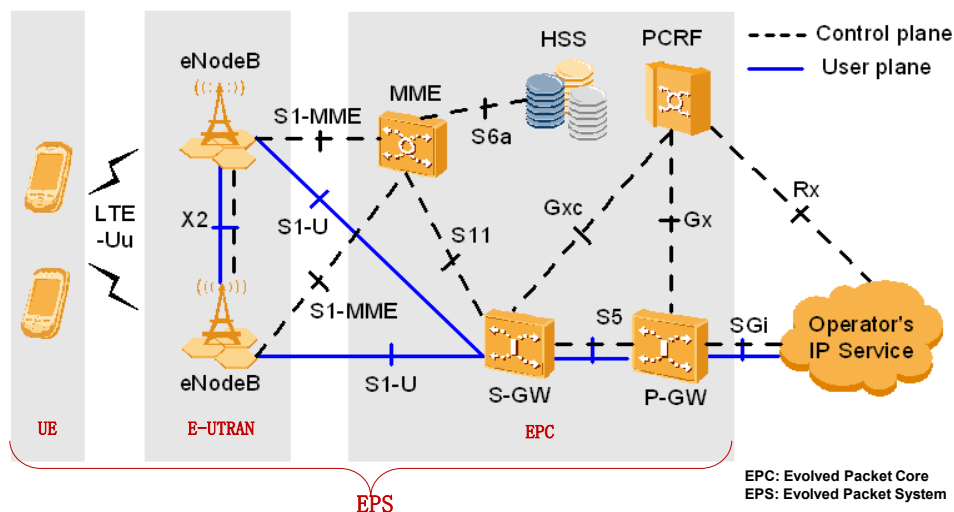 HSS
PCRF
Control plane
User plane
eNodeB
MME
S1-MME
S6a
LTE
-Uu
X2
S1-U
S11
Gxc
Gx
Rx
S1-MME
S5
SGi
Operator's
IP Service
eNodeB
S1-U
S-GW
P-GW
UE
E-UTRAN
EPC
EPS
EPC: Evolved Packet Core
EPS: Evolved Packet System